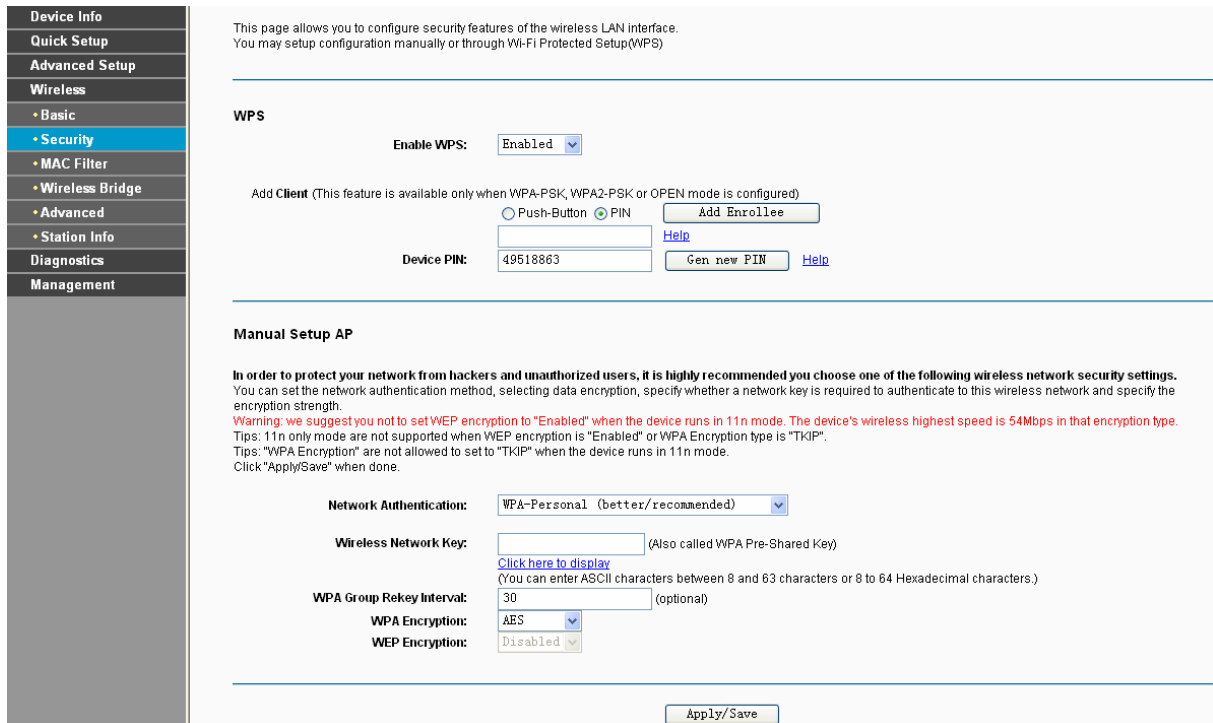 Device Info
Quick Setup
Advanced Setup
Wireless
• Basic
• Security
• MAC Filter
• Wireless Bridge
• Advanced
• Station Info
Diagnostics
Management
This page allows you to configure security features of the wireless LAN interface.
You may setup configuration manually or through Wi-Fi Protected Setup(WPS)
WPS
Enable WPS: Enabled
Add Client (This feature is available only when WPA-PSK, WPA2-PSK or OPEN mode is configured)
Push-Button PIN Add Enrollee
Help
Device PIN: 49518863 Gen new PIN Help
Manual Setup AP
In order to protect your network from hackers and unauthorized users, it is highly recommended you choose one of the following wireless network security settings.
You can set the network authentication method, selecting data encryption, specify whether a network key is required to authenticate to this wireless network and specify the
encryption strength.
Warning: we suggest you not to set WEP encryption to "Enabled" when the device runs in 11n mode. The device's wireless highest speed is 54Mbps in that encryption type.
Tips: 11n only mode are not supported when WEP encryption is "Enabled" or WPA Encryption type is "TKIP".
Tips: "WPA Encryption" are not allowed to set to "TKIP" when the device runs in 11n mode.
Click "Apply/Save" when done.
Network Authentication: WPA-Personal (better/recommended)
Wireless Network Key: (Also called WPA Pre-Shared Key)
Click here to display
(You can enter ASCII characters between 8 and 63 characters or 8 to 64 Hexadecimal characters.)
WPA Group Rekey Interval: 30 (optional)
WPA Encryption: AES
WEP Encryption: Disabled
Apply/Save